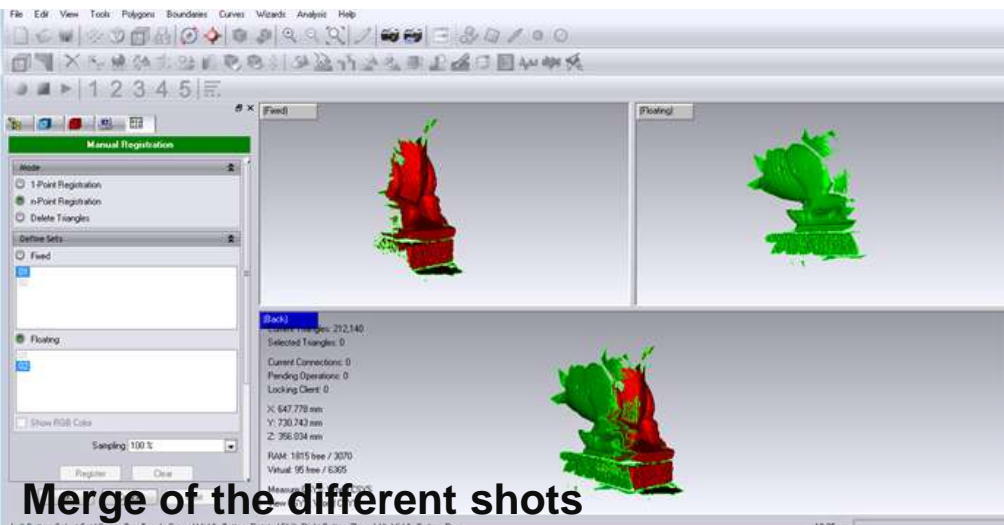 File Edit View Tools Polygons Boundaries Curves Wizards Analysis Help
1 2 3 4 5
Manual Registration
Mode
1-Point Registration
n-Point Registration
Delete Triangles
Define Sets
Fixed
01
Floating
02
Show RGB Color
Sampling 100 %
Register Clear
(Fixed)
(Floating)
(Back)
Current Triangles: 212,140
Selected Triangles: 0
Current Connections: 0
Pending Operations: 0
Locking Client: 0
X: 647.778 mm
Y: 730.743 mm
Z: 356.034 mm
RAM: 1815 free / 3070
Virtual: 95 free / 6365
Merge of the different shots